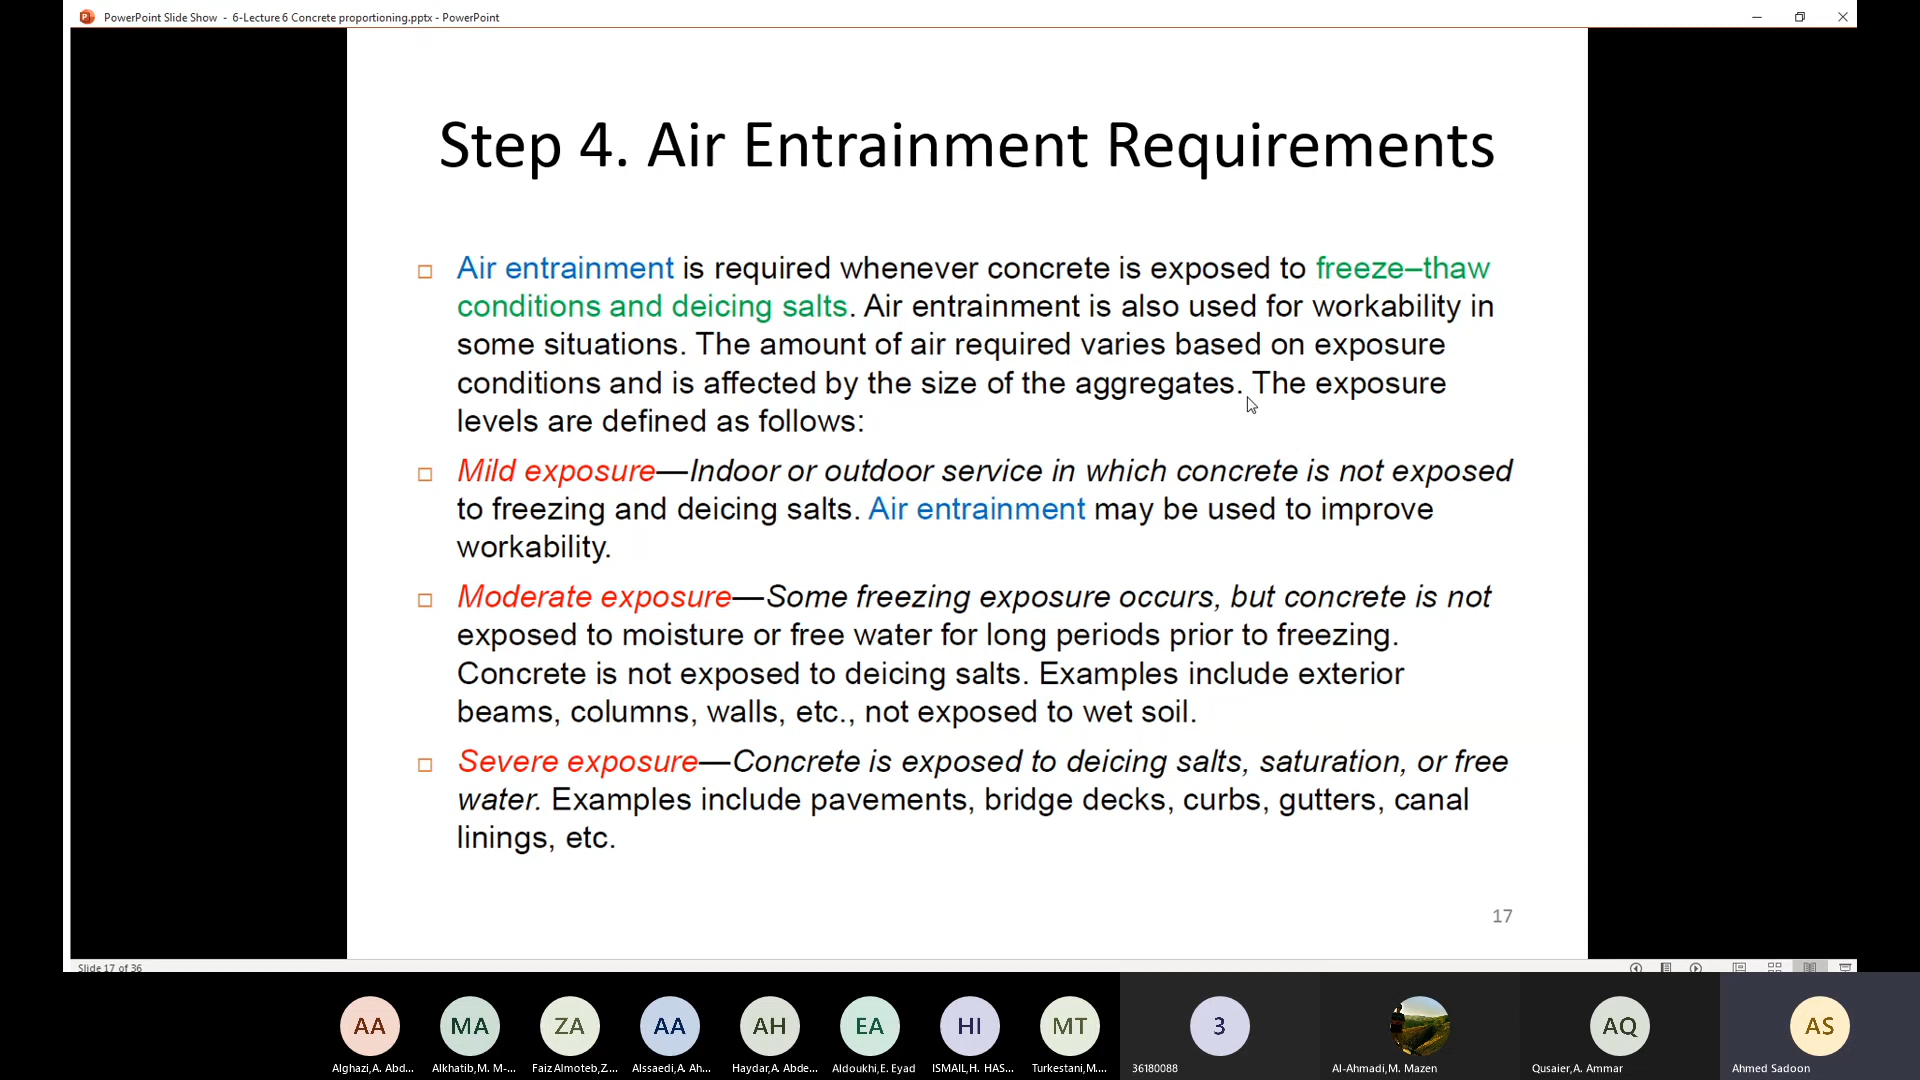 PowerPoint Slide Show - 6-Lecture 6 Concrete proportioning.pptx - PowerPoint
Step 4. Air Entrainment Requirements
Air entrainment is required whenever concrete is exposed to freeze–thaw
conditions and deicing salts. Air entrainment is also used for workability in
some situations. The amount of air required varies based on exposure
conditions and is affected by the size of the aggregates. The exposure
levels are defined as follows:
Mild exposure—Indoor or outdoor service in which concrete is not exposed
to freezing and deicing salts. Air entrainment may be used to improve
workability.
Moderate exposure—Some freezing exposure occurs, but concrete is not
exposed to moisture or free water for long periods prior to freezing.
Concrete is not exposed to deicing salts. Examples include exterior
beams, columns, walls, etc., not exposed to wet soil.
Severe exposure—Concrete is exposed to deicing salts, saturation, or free
water. Examples include pavements, bridge decks, curbs, gutters, canal
linings, etc.
17
Slide 17 of 36
AA MA ZA AA AH EA HI MT 3 AQ AS
Alghazi,A. Abd... Alkhatib,M. M-... Faiz Almoteb,Z.... Alssaedi,A. Ah... Haydar,A. Abde... Aldoukhi,E. Eyad ISMAIL,H. HAS... Turkestani,M.... 36180088 Al-Ahmadi,M. Mazen Qusaier,A. Ammar Ahmed Sadoon